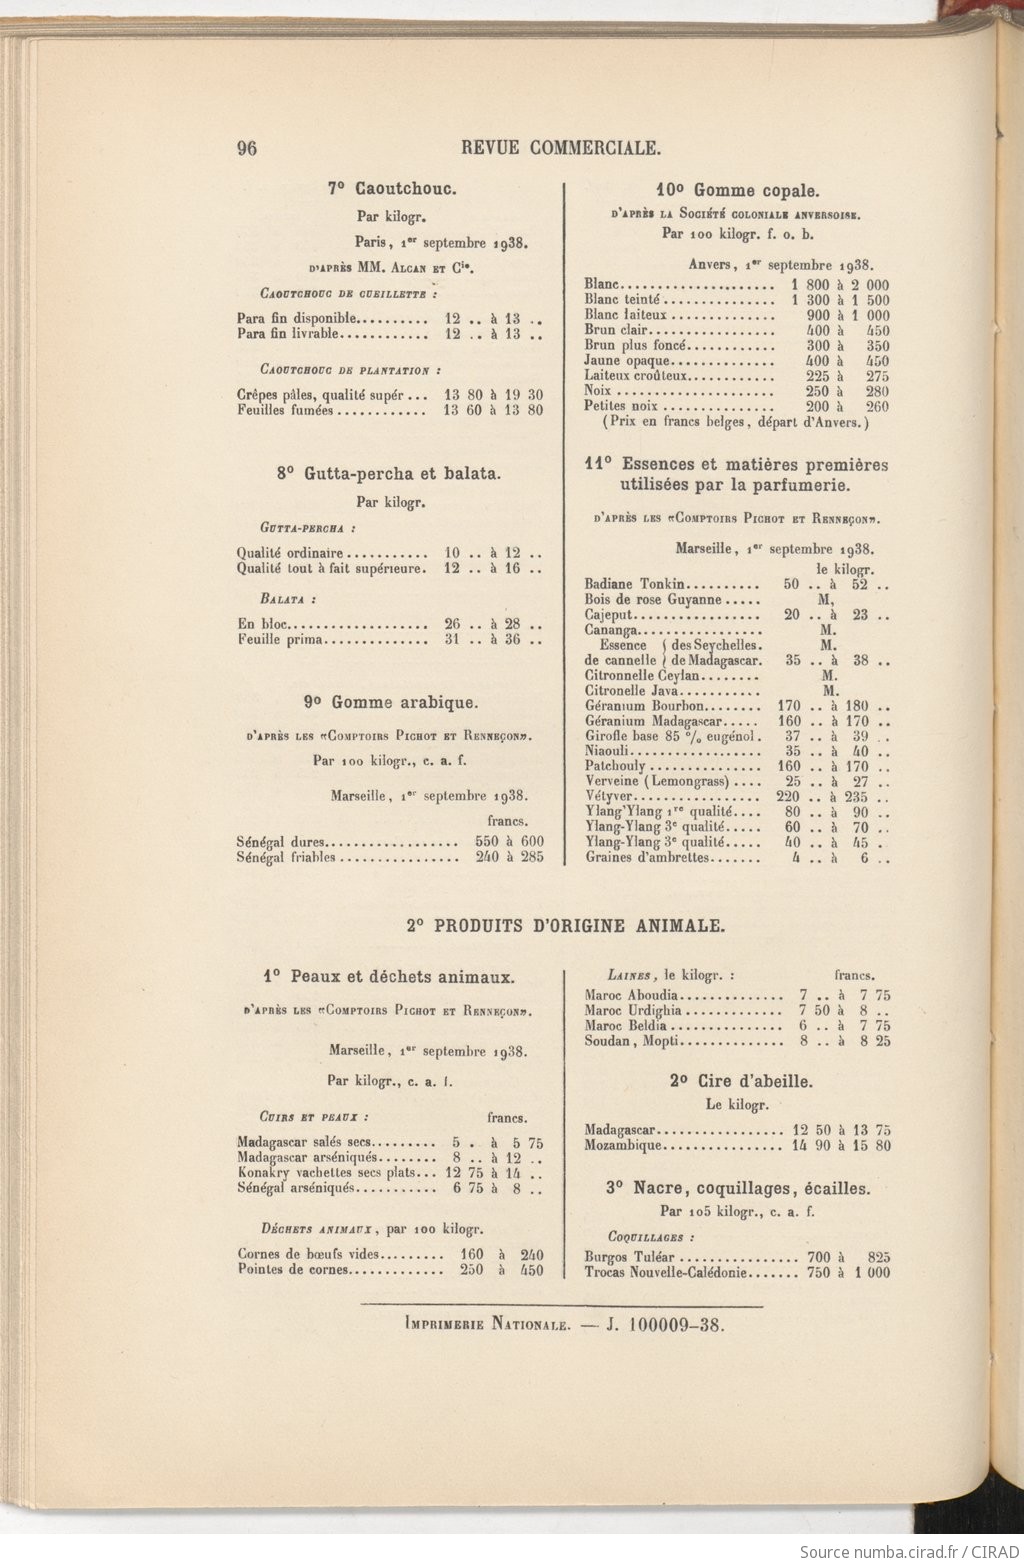 96
REVUE COMMERCIALE.
7° Caoutchouc.
Par kilogr.
Paris, 1er septembre 1938.
D'APRÈS MM. ALCAN ET Cie.
CAOUTCHOUC DE CUEILLETTE :
Para fin disponible.......... 12 .. à 13 ..
Para fin livrable............ 12 .. à 13 ..
CAOUTCHOUC DE PLANTATION :
Crêpes pâles, qualité supér... 13 80 à 19 30
Feuilles fumées............ 13 60 à 13 80
8° Gutta-percha et balata.
Par kilogr.
GUTTA-PERCHA :
Qualité ordinaire........... 10 .. à 12 ..
Qualité tout à fait supérieure. 12 .. à 16 ..
BALATA :
En bloc.................. 26 .. à 28 ..
Feuille prima............. 31 .. à 36 ..
9° Gomme arabique.
D'APRÈS LES «COMPTOIRS PICHOT ET RENNEÇON».
Par 100 kilogr., c. a. f.
Marseille, 1er septembre 1938.
francs.
Sénégal dures................. 550 à 600
Sénégal friables................ 240 à 285
10° Gomme copale.
D'APRÈS LA SOCIÉTÉ COLONIALE ANVERSOISE.
Par 100 kilogr. f. o. b.
Anvers, 1er septembre 1938.
Blanc.................... 1 800 à 2 000
Blanc teinté............... 1 300 à 1 500
Blanc laiteux.............. 900 à 1 000
Brun clair................. 400 à 450
Brun plus foncé............ 300 à 350
Jaune opaque.............. 400 à 450
Laiteux croûteux............ 225 à 275
Noix..................... 250 à 280
Petites noix............... 200 à 260
(Prix en francs belges, départ d'Anvers.)
11° Essences et matières premières
utilisées par la parfumerie.
D'APRÈS LES «COMPTOIRS PICHOT ET RENNEÇON».
Marseille, 1er septembre 1938.
le kilogr.
Badiane Tonkin.......... 50 .. à 52 ..
Bois de rose Guyanne..... M,
Cajeput................. 20 .. à 23 ..
Cananga................ M.
Essence { des Seychelles. M.
de cannelle } de Madagascar. 35 .. à 38 ..
Citronnelle Ceylan........ M.
Citronelle Java........... M.
Géranium Bourbon........ 170 .. à 180 ..
Géranium Madagascar..... 160 .. à 170 ..
Girofle base 85 % eugénol. 37 .. à 39 ..
Niaouli................. 35 .. à 40 ..
Patchouly............... 160 .. à 170 ..
Verveine (Lemongrass).... 25 .. à 27 ..
Vétyver................. 220 .. à 235 ..
Ylang'Ylang 1re qualité.... 80 .. à 90 ..
Ylang-Ylang 3e qualité..... 60 .. à 70 ..
Ylang-Ylang 3e qualité..... 40 .. à 45 .
Graines d'ambrettes....... 4 .. à 6 ..
2° PRODUITS D'ORIGINE ANIMALE.
1° Peaux et déchets animaux.
D'APRÈS LES «COMPTOIRS PICHOT ET RENNEÇON».
Marseille, 1er septembre 1938.
Par kilogr., c. a. f.
CUIRS ET PEAUX : francs.
Madagascar salés secs......... 5 . à 5 75
Madagascar arséniqués........ 8 .. à 12 ..
Konakry vachettes secs plats... 12 75 à 14 ..
Sénégal arséniqués........... 6 75 à 8 ..
DÉCHETS ANIMAUX, par 100 kilogr.
Cornes de bœufs vides......... 160 à 240
Pointes de cornes............. 250 à 450
LAINES, le kilogr. : francs.
Maroc Aboudia.............. 7 .. à 7 75
Maroc Urdighia............. 7 50 à 8 ..
Maroc Beldia............... 6 .. à 7 75
Soudan, Mopti.............. 8 .. à 8 25
2° Cire d'abeille.
Le kilogr.
Madagascar................ 12 50 à 13 75
Mozambique............... 14 90 à 15 80
3° Nacre, coquillages, écailles.
Par 105 kilogr., c. a. f.
COQUILLAGES :
Burgos Tuléar................ 700 à 825
Trocas Nouvelle-Calédonie....... 750 à 1 000
IMPRIMERIE NATIONALE. — J. 100009-38.
Source numba.cirad.fr / CIRAD